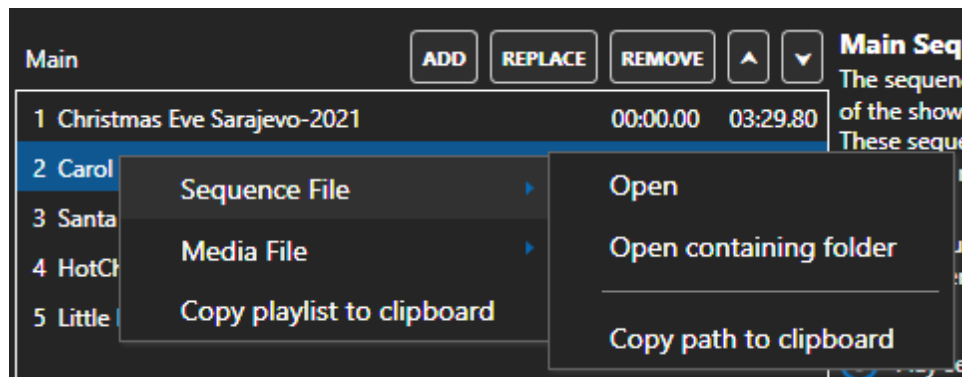 Main
ADD
REPLACE
REMOVE
Main Seq
The sequen
of the show
These seque
1 Christmas Eve Sarajevo-2021 00:00.00 03:29.80
2 Carol
3 Santa
4 HotCh
5 Little
Sequence File
Media File
Copy playlist to clipboard
Open
Open containing folder
Copy path to clipboard